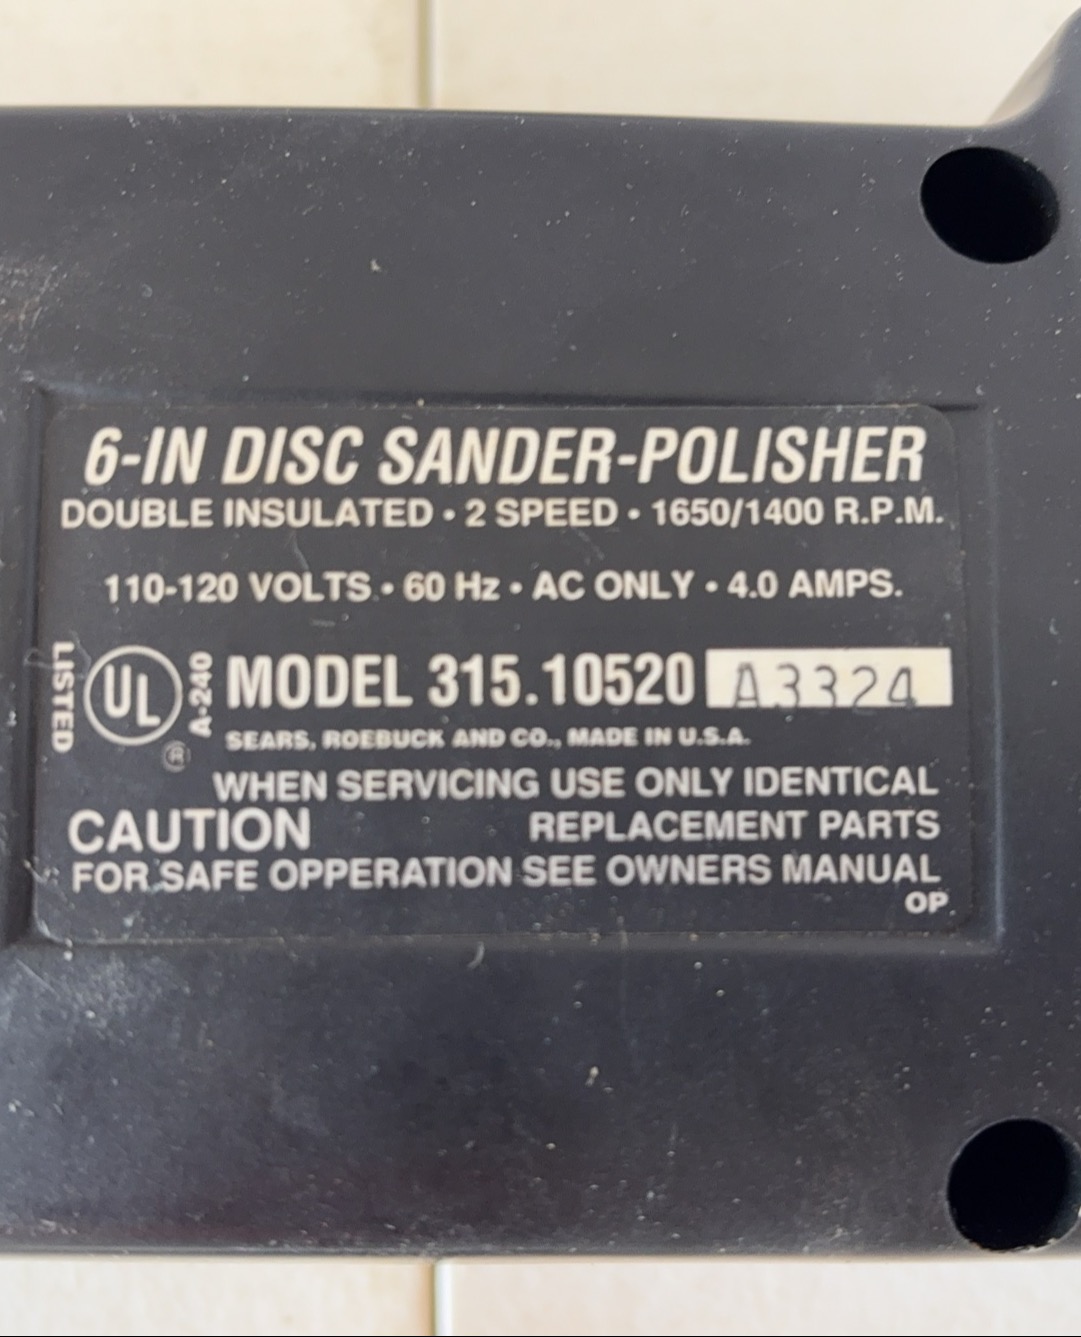 6-IN DISC SANDER-POLISHER
DOUBLE INSULATED • 2 SPEED • 1650/1400 R.P.M.
110-120 VOLTS • 60 Hz • AC ONLY • 4.0 AMPS.
LISTED
UL
®
A-240
MODEL 315.10520 A3324
SEARS, ROEBUCK AND CO., MADE IN U.S.A.
WHEN SERVICING USE ONLY IDENTICAL
CAUTION REPLACEMENT PARTS
FOR SAFE OPPERATION SEE OWNERS MANUAL
OP